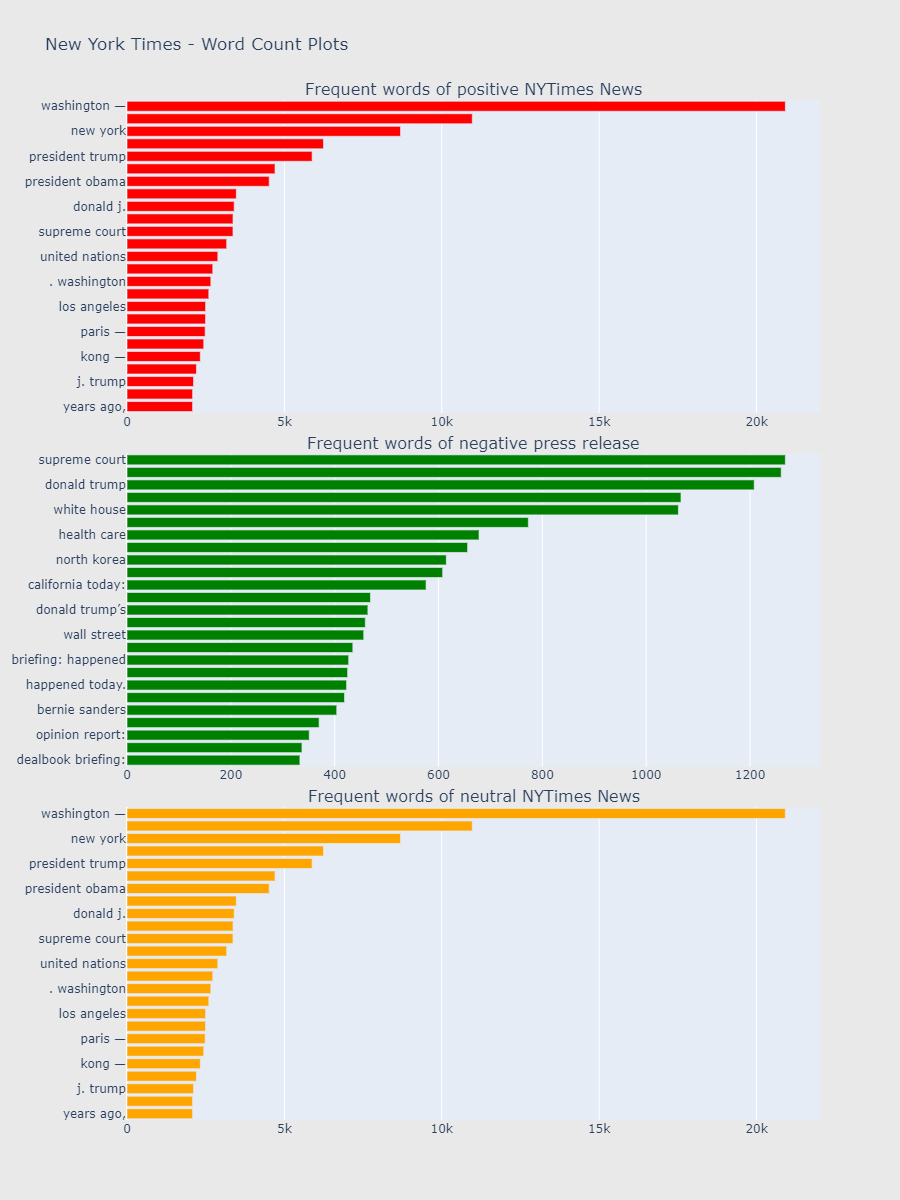 New York Times - Word Count Plots
Frequent words of positive NYTimes News
washington —
new york
president trump
president obama
donald j.
supreme court
united nations
. washington
los angeles
paris —
kong —
j. trump
years ago,
0 5k 10k 15k 20k
Frequent words of negative press release
supreme court
donald trump
white house
health care
north korea
california today:
donald trump’s
wall street
briefing: happened
happened today.
bernie sanders
opinion report:
dealbook briefing:
0 200 400 600 800 1000 1200
Frequent words of neutral NYTimes News
washington —
new york
president trump
president obama
donald j.
supreme court
united nations
. washington
los angeles
paris —
kong —
j. trump
years ago,
0 5k 10k 15k 20k